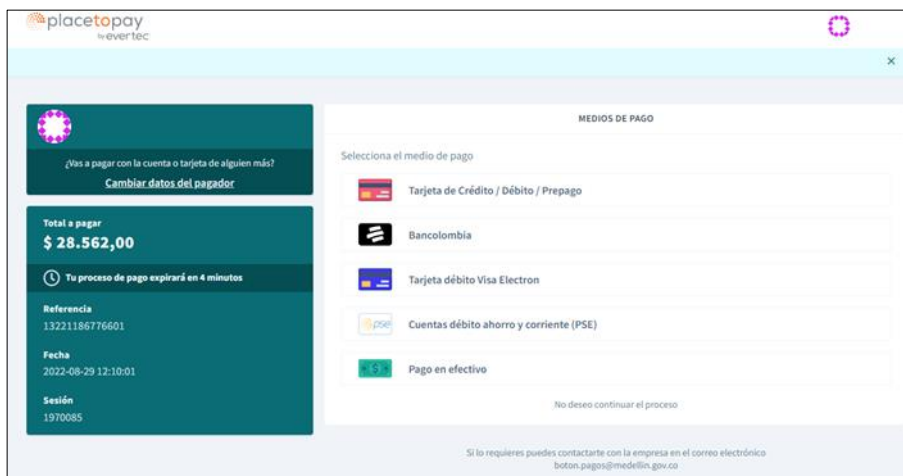 placetopay
by evertec
×
¿Vas a pagar con la cuenta o tarjeta de alguien más?
Cambiar datos del pagador
Total a pagar
$ 28.562,00
Tu proceso de pago expirará en 4 minutos
Referencia
13221186776601
Fecha
2022-08-29 12:10:01
Sesión
1970085
MEDIOS DE PAGO
Selecciona el medio de pago
Tarjeta de Crédito / Débito / Prepago
Bancolombia
Tarjeta débito Visa Electron
pse
Cuentas débito ahorro y corriente (PSE)
$
Pago en efectivo
No deseo continuar el proceso
Si lo requieres puedes contactarte con la empresa en el correo electrónico
boton.pagos@medellin.gov.co